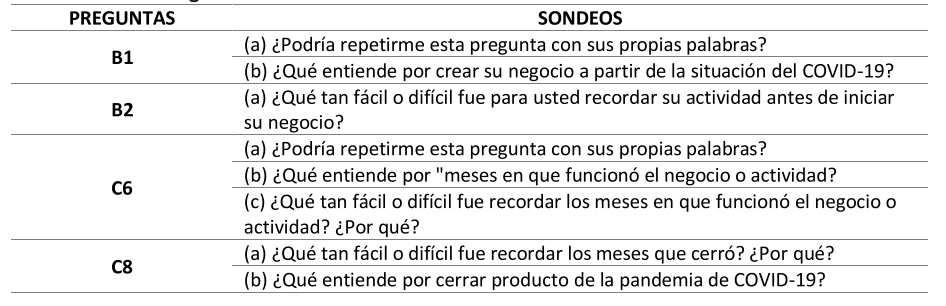 PREGUNTAS SONDEOS
B1
(a) ¿Podría repetirme esta pregunta con sus propias palabras?
(b) ¿Qué entiende por crear su negocio a partir de la situación del COVID-19?
B2
(a) ¿Qué tan fácil o difícil fue para usted recordar su actividad antes de iniciar
su negocio?
C6
(a) ¿Podría repetirme esta pregunta con sus propias palabras?
(b) ¿Qué entiende por "meses en que funcionó el negocio o actividad?
(c) ¿Qué tan fácil o difícil fue recordar los meses en que funcionó el negocio o
actividad? ¿Por qué?
C8
(a) ¿Qué tan fácil o difícil fue recordar los meses que cerró? ¿Por qué?
(b) ¿Qué entiende por cerrar producto de la pandemia de COVID-19?